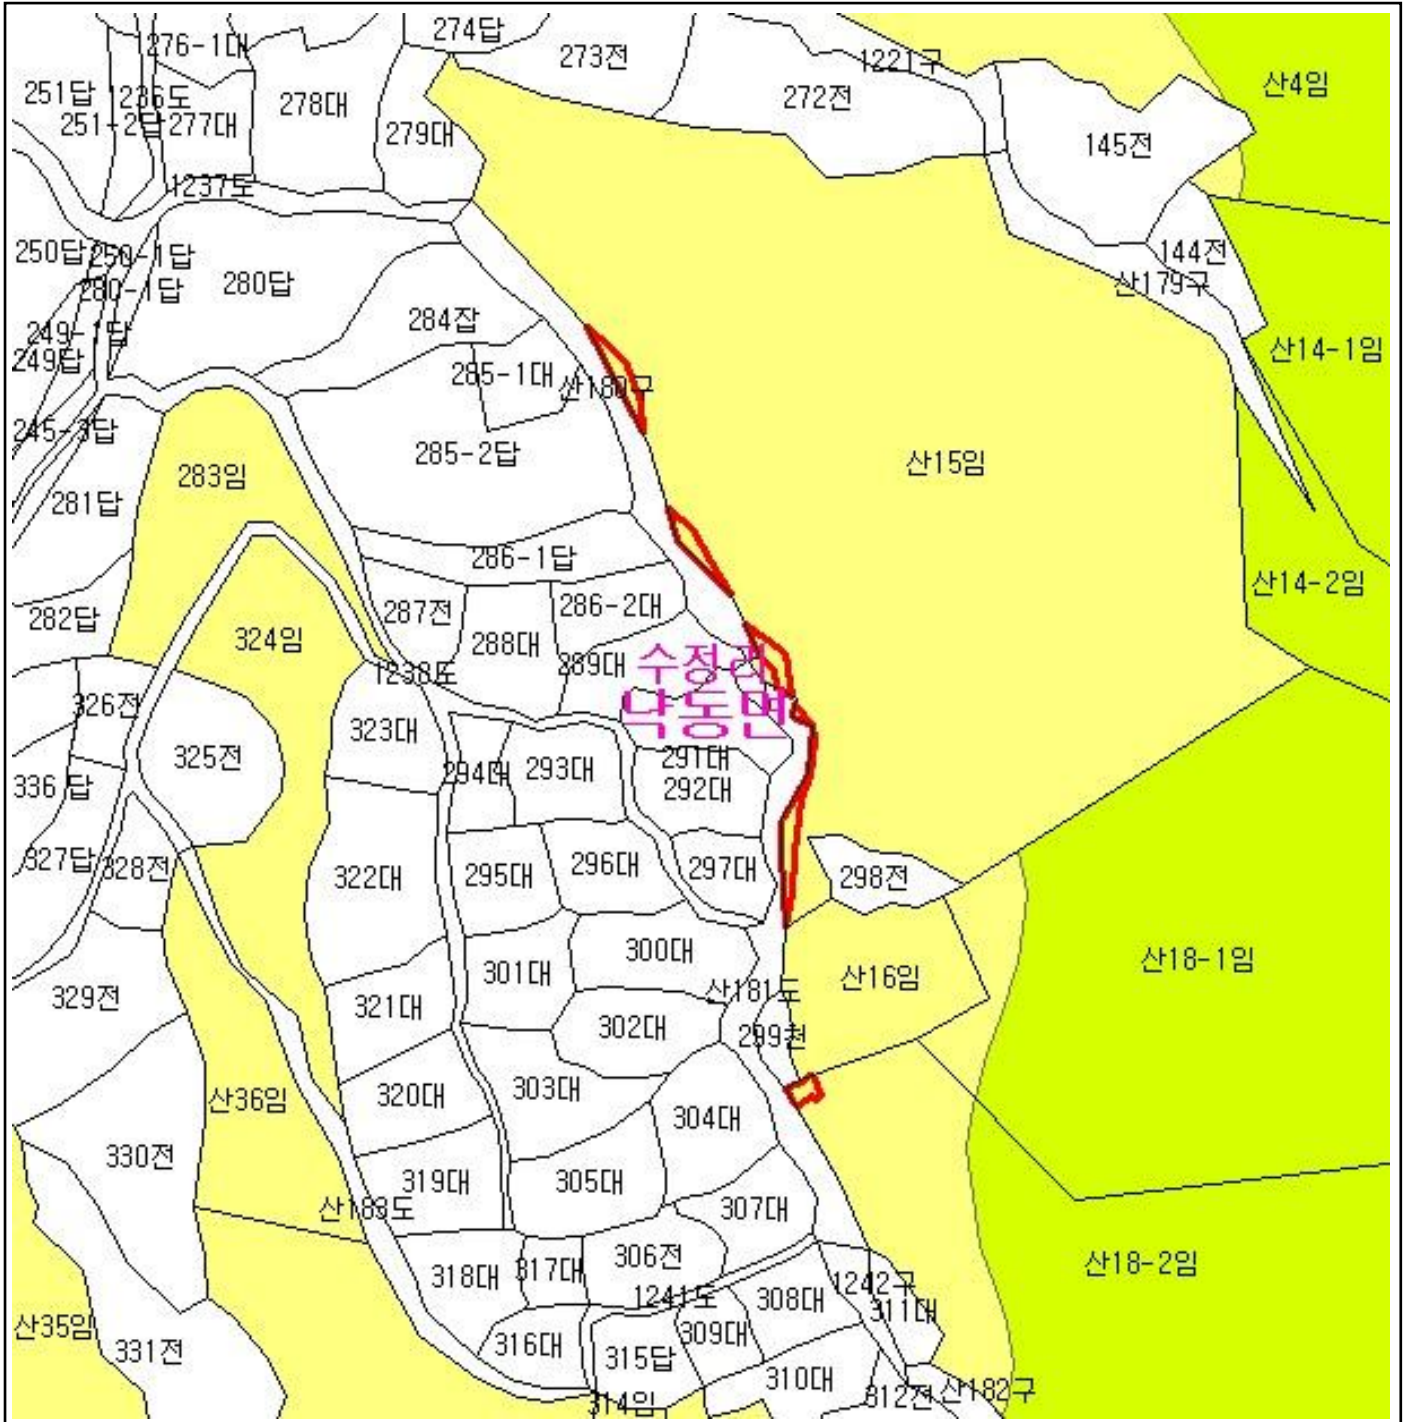 276-1대
274답
273전
1221구
산4임
251답
1236도
272전
278대
251-2답
277대
279대
145전
1237도
250답
250-1답
144전
280-1답
280답
산179구
284잡
249-1답
249답
산14-1임
285-1대
산180구
245-3답
285-2답
산15임
283임
281답
286-1답
산14-2임
287전
286-2대
282답
324임
288대
289대
수정리
1238도
326전
낙동면
323대
325전
291대
294대
293대
336 답
292대
327답
328전
322대
295대
296대
297대
298전
300대
산18-1임
301대
산16임
329전
321대
산181도
302대
299천
산36임
320대
303대
304대
330전
319대
305대
산183도
307대
306전
산18-2임
318대
317대
1242구
1241도
308대
311대
산35임
309대
331전
316대
315답
310대
314임
312전
산182구